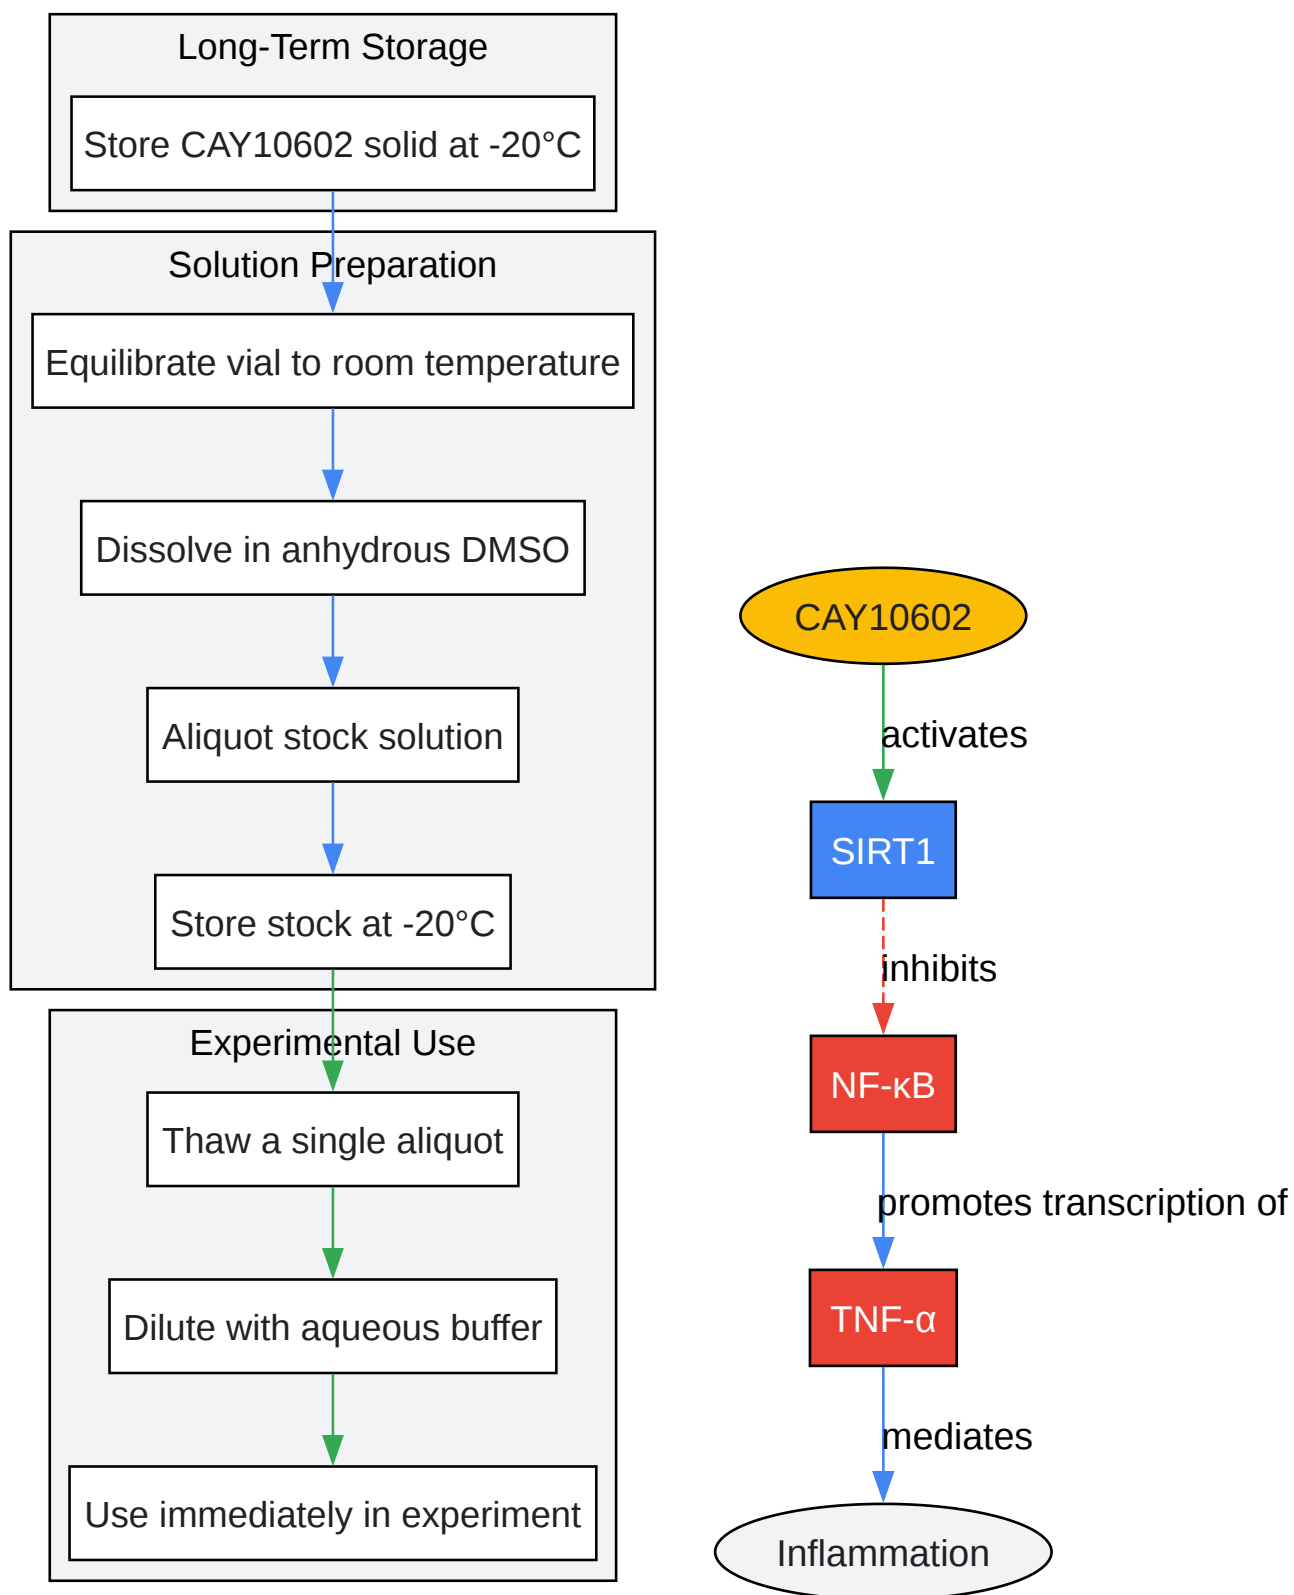 Long-Term Storage
Store CAY10602 solid at -20°C
Solution Preparation
Equilibrate vial to room temperature
Dissolve in anhydrous DMSO
Aliquot stock solution
Store stock at -20°C
Experimental Use
Thaw a single aliquot
Dilute with aqueous buffer
Use immediately in experiment
CAY10602
activates
SIRT1
inhibits
NF-κB
promotes transcription of
TNF-α
mediates
Inflammation